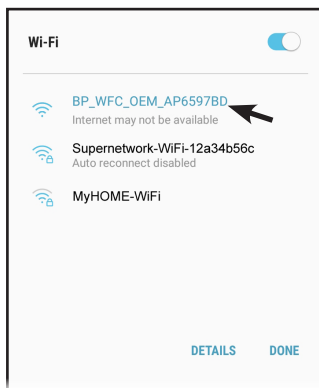 Wi-Fi
BP_WFC_OEM_AP6597BD
Internet may not be available
Supernetwork-WiFi-12a34b56c
Auto reconnect disabled
MyHOME-WiFi
DETAILS DONE